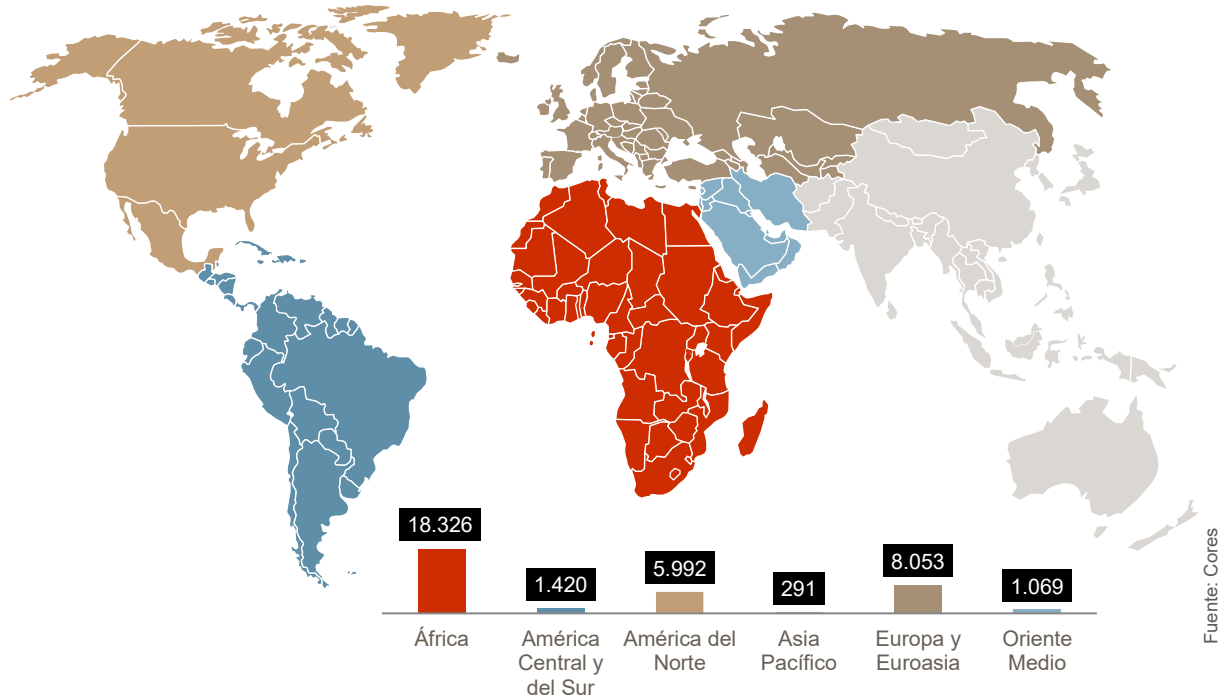 18.326
1.420
5.992
291
8.053
1.069
África
América
Central y
del Sur
América del
Norte
Asia
Pacífico
Europa y
Euroasia
Oriente
Medio
Fuente: Cores